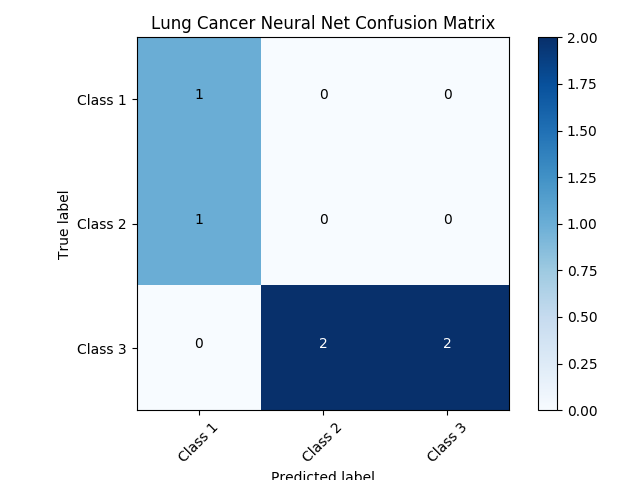 Lung Cancer Neural Net Confusion Matrix
True label
Class 1
1 0 0
Class 2
1 0 0
Class 3
0 2 2
Class 1 Class 2 Class 3
Predicted label
2.00
1.75
1.50
1.25
1.00
0.75
0.50
0.25
0.00